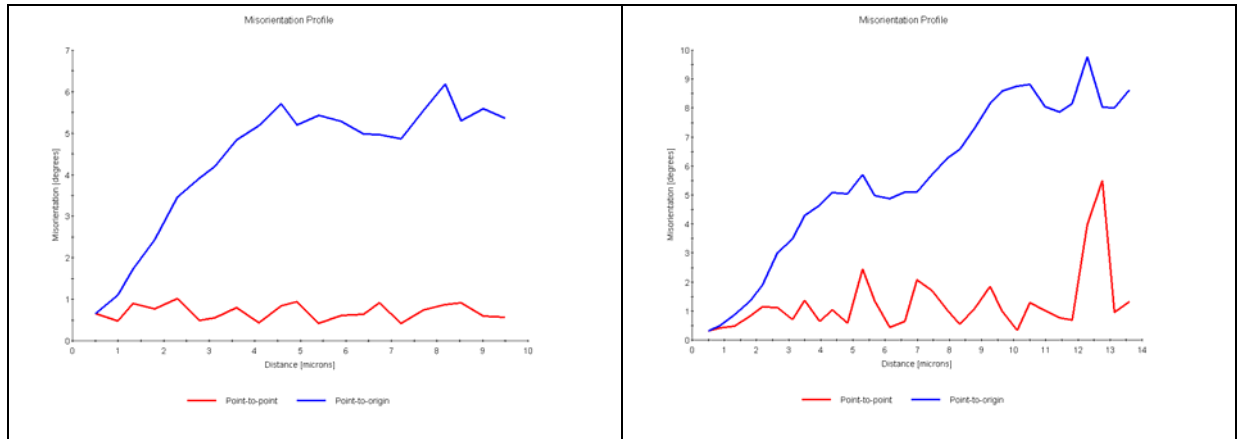 Misorientation Profile
7
6
5
4
3
2
1
0
Misorientation [degrees]
0 1 2 3 4 5 6 7 8 9 10
Distance [microns]
Point-to-point Point-to-origin
Misorientation Profile
10
9
8
7
6
5
4
3
2
1
0
Misorientation [degrees]
0 1 2 3 4 5 6 7 8 9 10 11 12 13 14
Distance [microns]
Point-to-point Point-to-origin